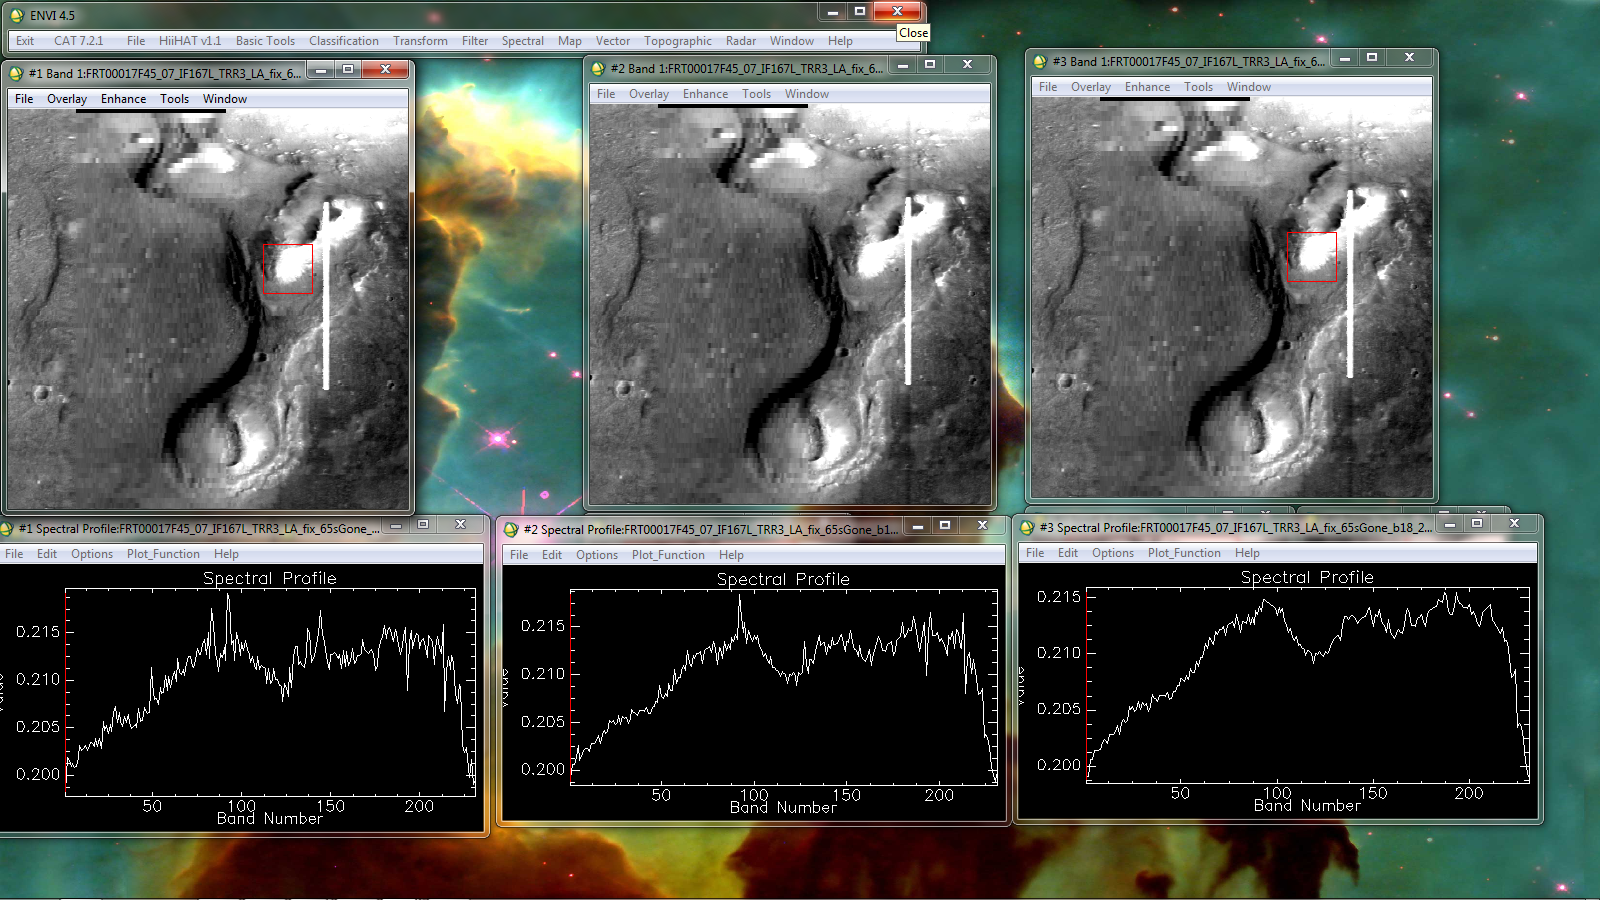 ENVI 4.5
Exit CAT 7.2.1 File HiiHAT v1.1 Basic Tools Classification Transform Filter Spectral Map Vector Topographic Radar Window Help
Close
#1 Band 1:FRT00017F45_07_IF167L_TRR3_LA_fix_6...
File Overlay Enhance Tools Window
#2 Band 1:FRT00017F45_07_IF167L_TRR3_LA_fix_6...
File Overlay Enhance Tools Window
#3 Band 1:FRT00017F45_07_IF167L_TRR3_LA_fix_6...
File Overlay Enhance Tools Window
#1 Spectral Profile:FRT00017F45_07_IF167L_TRR3_LA_fix_65sGone_...
File Edit Options Plot_Function Help
Spectral Profile
0.215
0.210
0.205
0.200
50 100 150 200
Band Number
#2 Spectral Profile:FRT00017F45_07_IF167L_TRR3_LA_fix_65sGone_b1...
File Edit Options Plot_Function Help
Spectral Profile
0.215
0.210
0.205
0.200
50 100 150 200
Band Number
#3 Spectral Profile:FRT00017F45_07_IF167L_TRR3_LA_fix_65sGone_b18_2...
File Edit Options Plot_Function Help
Spectral Profile
0.215
0.210
0.205
0.200
50 100 150 200
Band Number